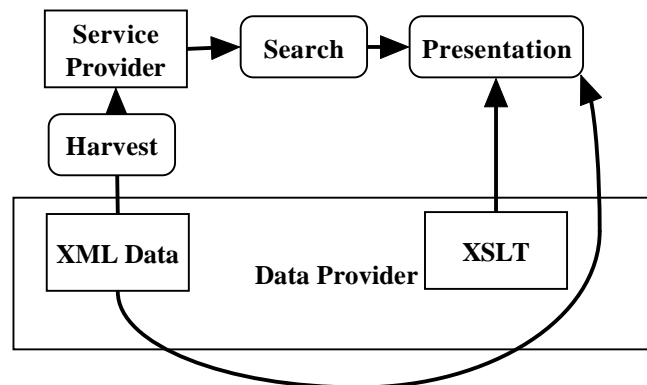 Service
Provider
Search
Presentation
Harvest
XML Data
Data Provider
XSLT